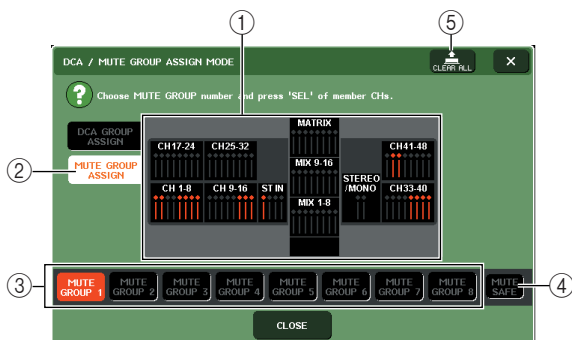 ① ⑤
DCA / MUTE GROUP ASSIGN MODE
CLEAR ALL
×
? Choose MUTE GROUP number and press 'SEL' of member CHs.
DCA GROUP
ASSIGN
②
MUTE GROUP
ASSIGN
MATRIX
CH17-24 CH25-32
CH41-48
MIX 9-16
CH 1-8 CH 9-16 ST IN
STEREO
/MONO
CH33-40
MIX 1-8
③
MUTE
GROUP 1
MUTE
GROUP 2
MUTE
GROUP 3
MUTE
GROUP 4
MUTE
GROUP 5
MUTE
GROUP 6
MUTE
GROUP 7
MUTE
GROUP 8
MUTE
SAFE
④
CLOSE